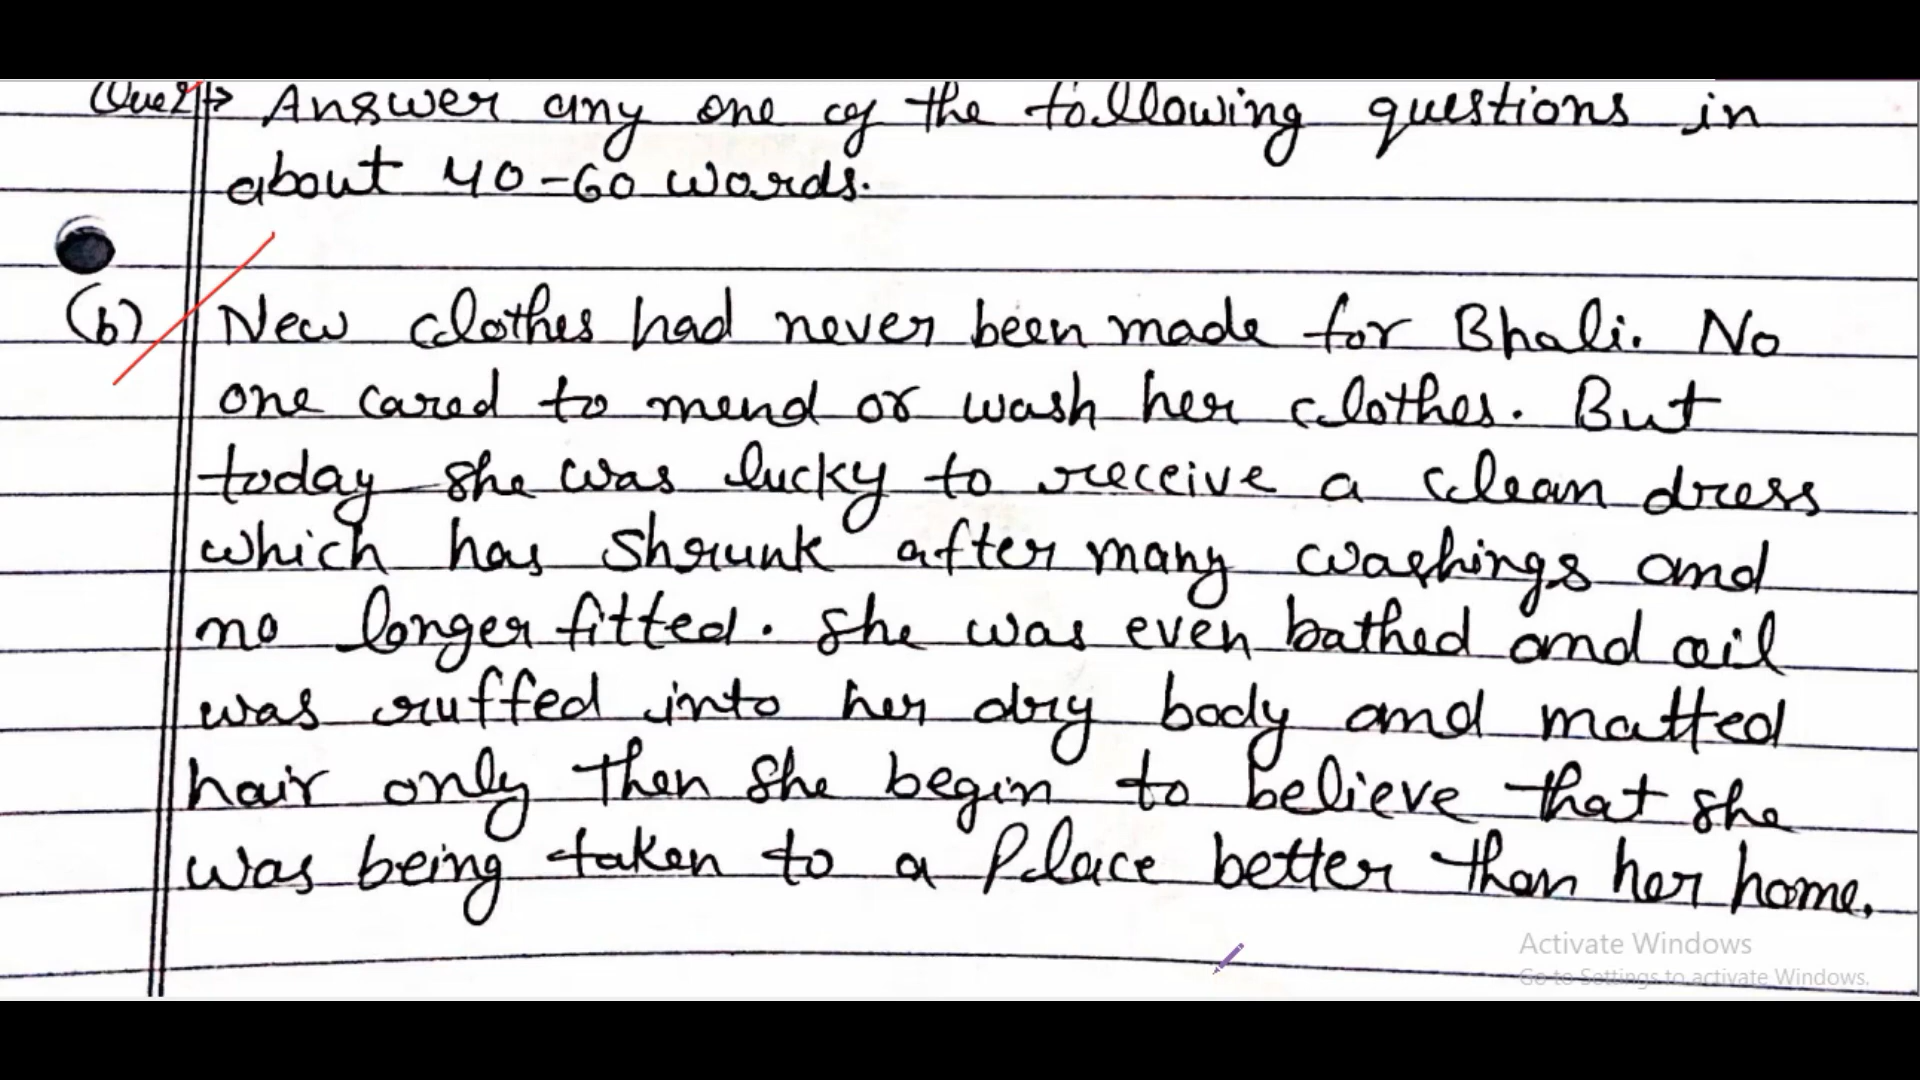 Que 2 → Answer any one of the following questions in
about 40-60 words.
(b) New clothes had never been made for Bhali. No
one cared to mend or wash her clothes. But
today she was lucky to receive a clean dress
which has shrunk after many washings and
no longer fitted. She was even bathed and oil
was ruffed into her dry body and matted
hair only then she begin to believe that she
was being taken to a Place better than her home.
Activate Windows
Go to Settings to activate Windows.